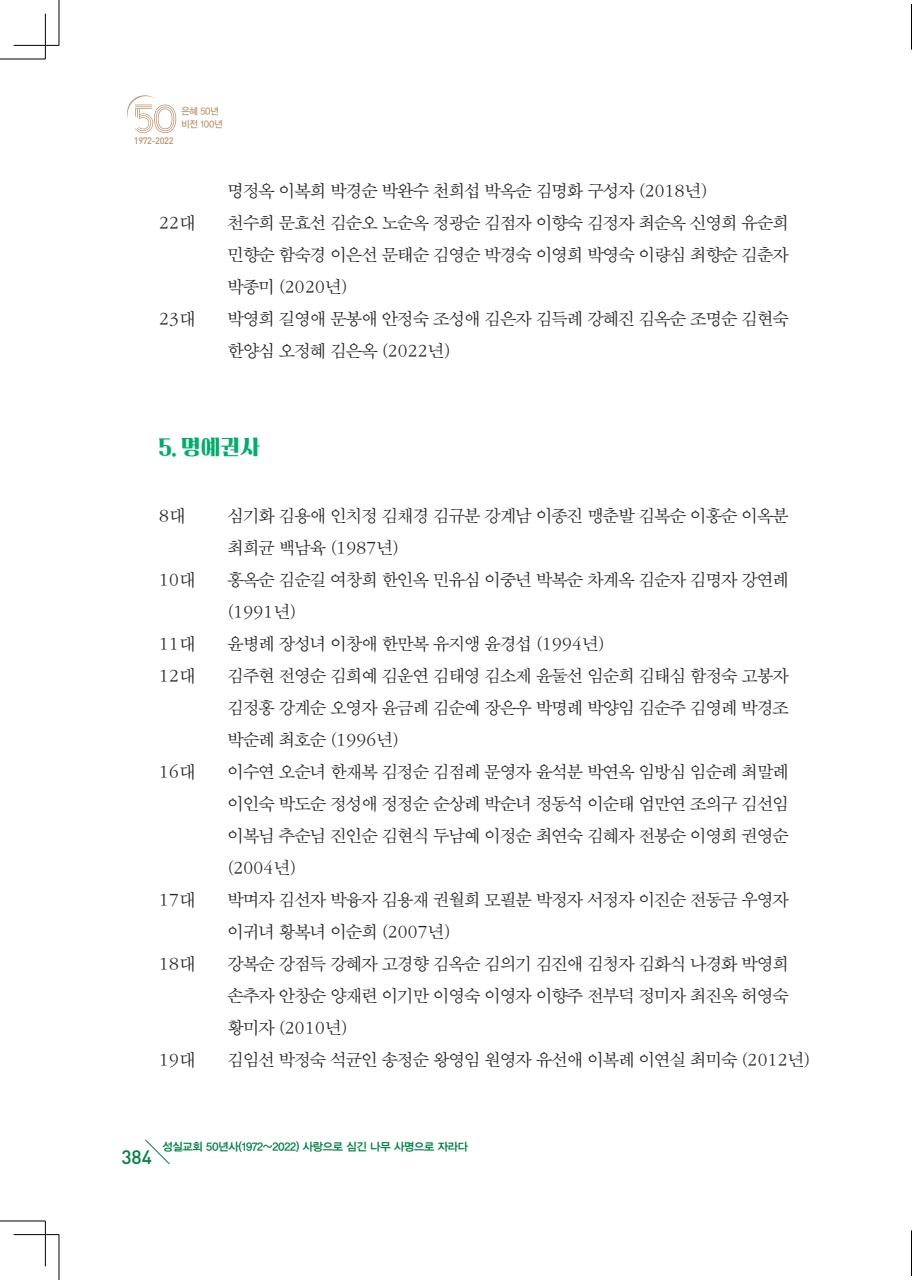 50 은혜 50년
비전 100년
1972-2022
명정옥 이복희 박경순 박완수 천희섭 박옥순 김명화 구성자 (2018년)
22대 천수희 문효선 김순오 노순옥 정광순 김점자 이향숙 김정자 최순옥 신영희 유순희
민향순 함숙경 이은선 문태순 김영순 박경숙 이영희 박영숙 이량심 최향순 김춘자
박종미 (2020년)
23대 박영희 길영애 문봉애 안정숙 조성애 김은자 김득례 강혜진 김옥순 조명순 김현숙
한양심 오정혜 김은옥 (2022년)
5. 명예권사
8대 심기화 김용애 인치정 김채경 김규분 강계남 이종진 맹춘발 김복순 이홍순 이옥분
최희균 백남육 (1987년)
10대 홍옥순 김순길 여창희 한인옥 민유심 이중년 박복순 차계옥 김순자 김명자 강연례
(1991년)
11대 윤병례 장성녀 이창애 한만복 유지앵 윤경섭 (1994년)
12대 김주현 전영순 김희예 김운연 김태영 김소제 윤둘선 임순희 김태심 함정숙 고봉자
김정홍 강계순 오영자 윤금례 김순예 장은우 박명례 박양임 김순주 김영례 박경조
박순례 최호순 (1996년)
16대 이수연 오순녀 한재복 김정순 김점례 문영자 윤석분 박연옥 임방심 임순례 최말례
이인숙 박도순 정성애 정정순 순상례 박순녀 정동석 이순태 엄만연 조의구 김선임
이복님 추순님 진인순 김현식 두남예 이정순 최연숙 김혜자 전봉순 이영희 권영순
(2004년)
17대 박며자 김선자 박융자 김용재 권월희 모필분 박정자 서정자 이진순 전동금 우영자
이귀녀 황복녀 이순희 (2007년)
18대 강복순 강점득 강혜자 고경향 김옥순 김의기 김진애 김청자 김화식 나경화 박영희
손추자 안창순 양재련 이기만 이영숙 이영자 이향주 전부덕 정미자 최진옥 허영숙
황미자 (2010년)
19대 김임선 박정숙 석균인 송정순 왕영임 원영자 유선애 이복례 이연실 최미숙 (2012년)
384 성실교회 50년사(1972~2022) 사랑으로 심긴 나무 사명으로 자라다